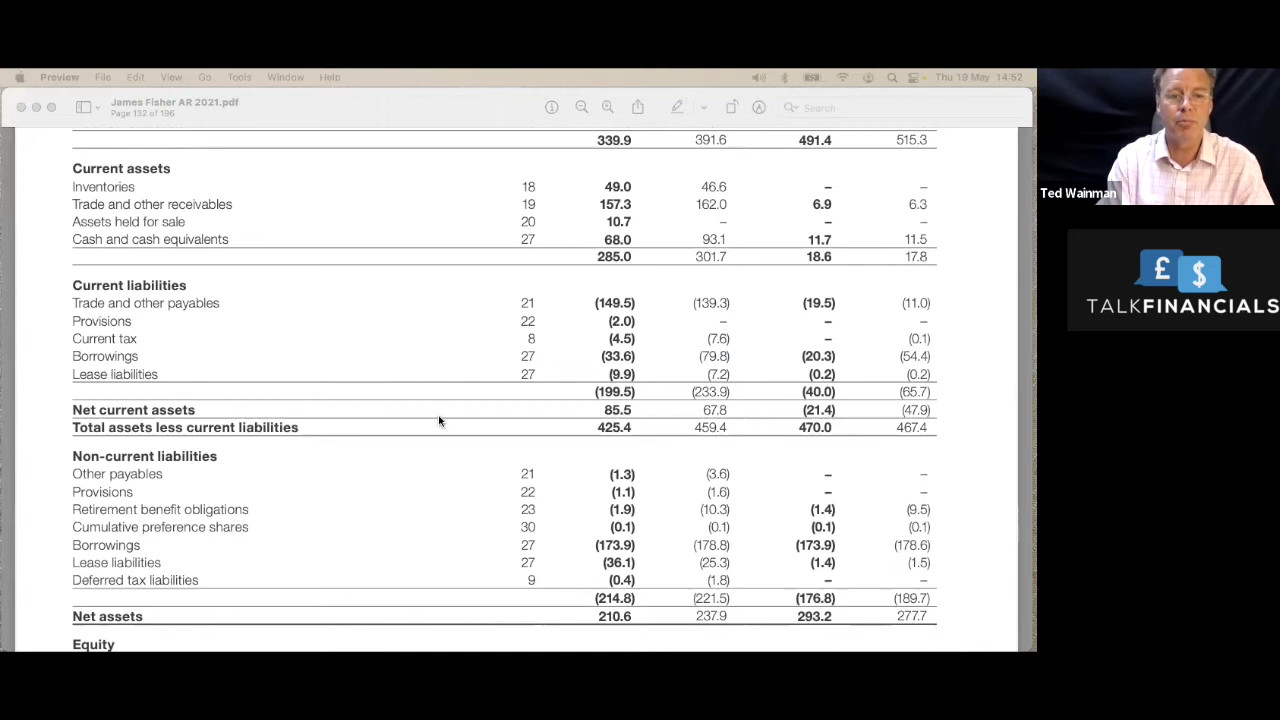 Preview File Edit View Go Tools Window Help Thu 19 May 14:52
James Fisher AR 2021.pdf
Page 132 of 196
Search
339.9 391.6 491.4 515.3
Current assets
Inventories 18 49.0 46.6 – –
Trade and other receivables 19 157.3 162.0 6.9 6.3
Assets held for sale 20 10.7 – – –
Cash and cash equivalents 27 68.0 93.1 11.7 11.5
285.0 301.7 18.6 17.8
Current liabilities
Trade and other payables 21 (149.5) (139.3) (19.5) (11.0)
Provisions 22 (2.0) – – –
Current tax 8 (4.5) (7.6) – (0.1)
Borrowings 27 (33.6) (79.8) (20.3) (54.4)
Lease liabilities 27 (9.9) (7.2) (0.2) (0.2)
(199.5) (233.9) (40.0) (65.7)
Net current assets 85.5 67.8 (21.4) (47.9)
Total assets less current liabilities 425.4 459.4 470.0 467.4
Non-current liabilities
Other payables 21 (1.3) (3.6) – –
Provisions 22 (1.1) (1.6) – –
Retirement benefit obligations 23 (1.9) (10.3) (1.4) (9.5)
Cumulative preference shares 30 (0.1) (0.1) (0.1) (0.1)
Borrowings 27 (173.9) (178.8) (173.9) (178.6)
Lease liabilities 27 (36.1) (25.3) (1.4) (1.5)
Deferred tax liabilities 9 (0.4) (1.8) – –
(214.8) (221.5) (176.8) (189.7)
Net assets 210.6 237.9 293.2 277.7
Equity
Ted Wainman
£ $
TALKFINANCIALS